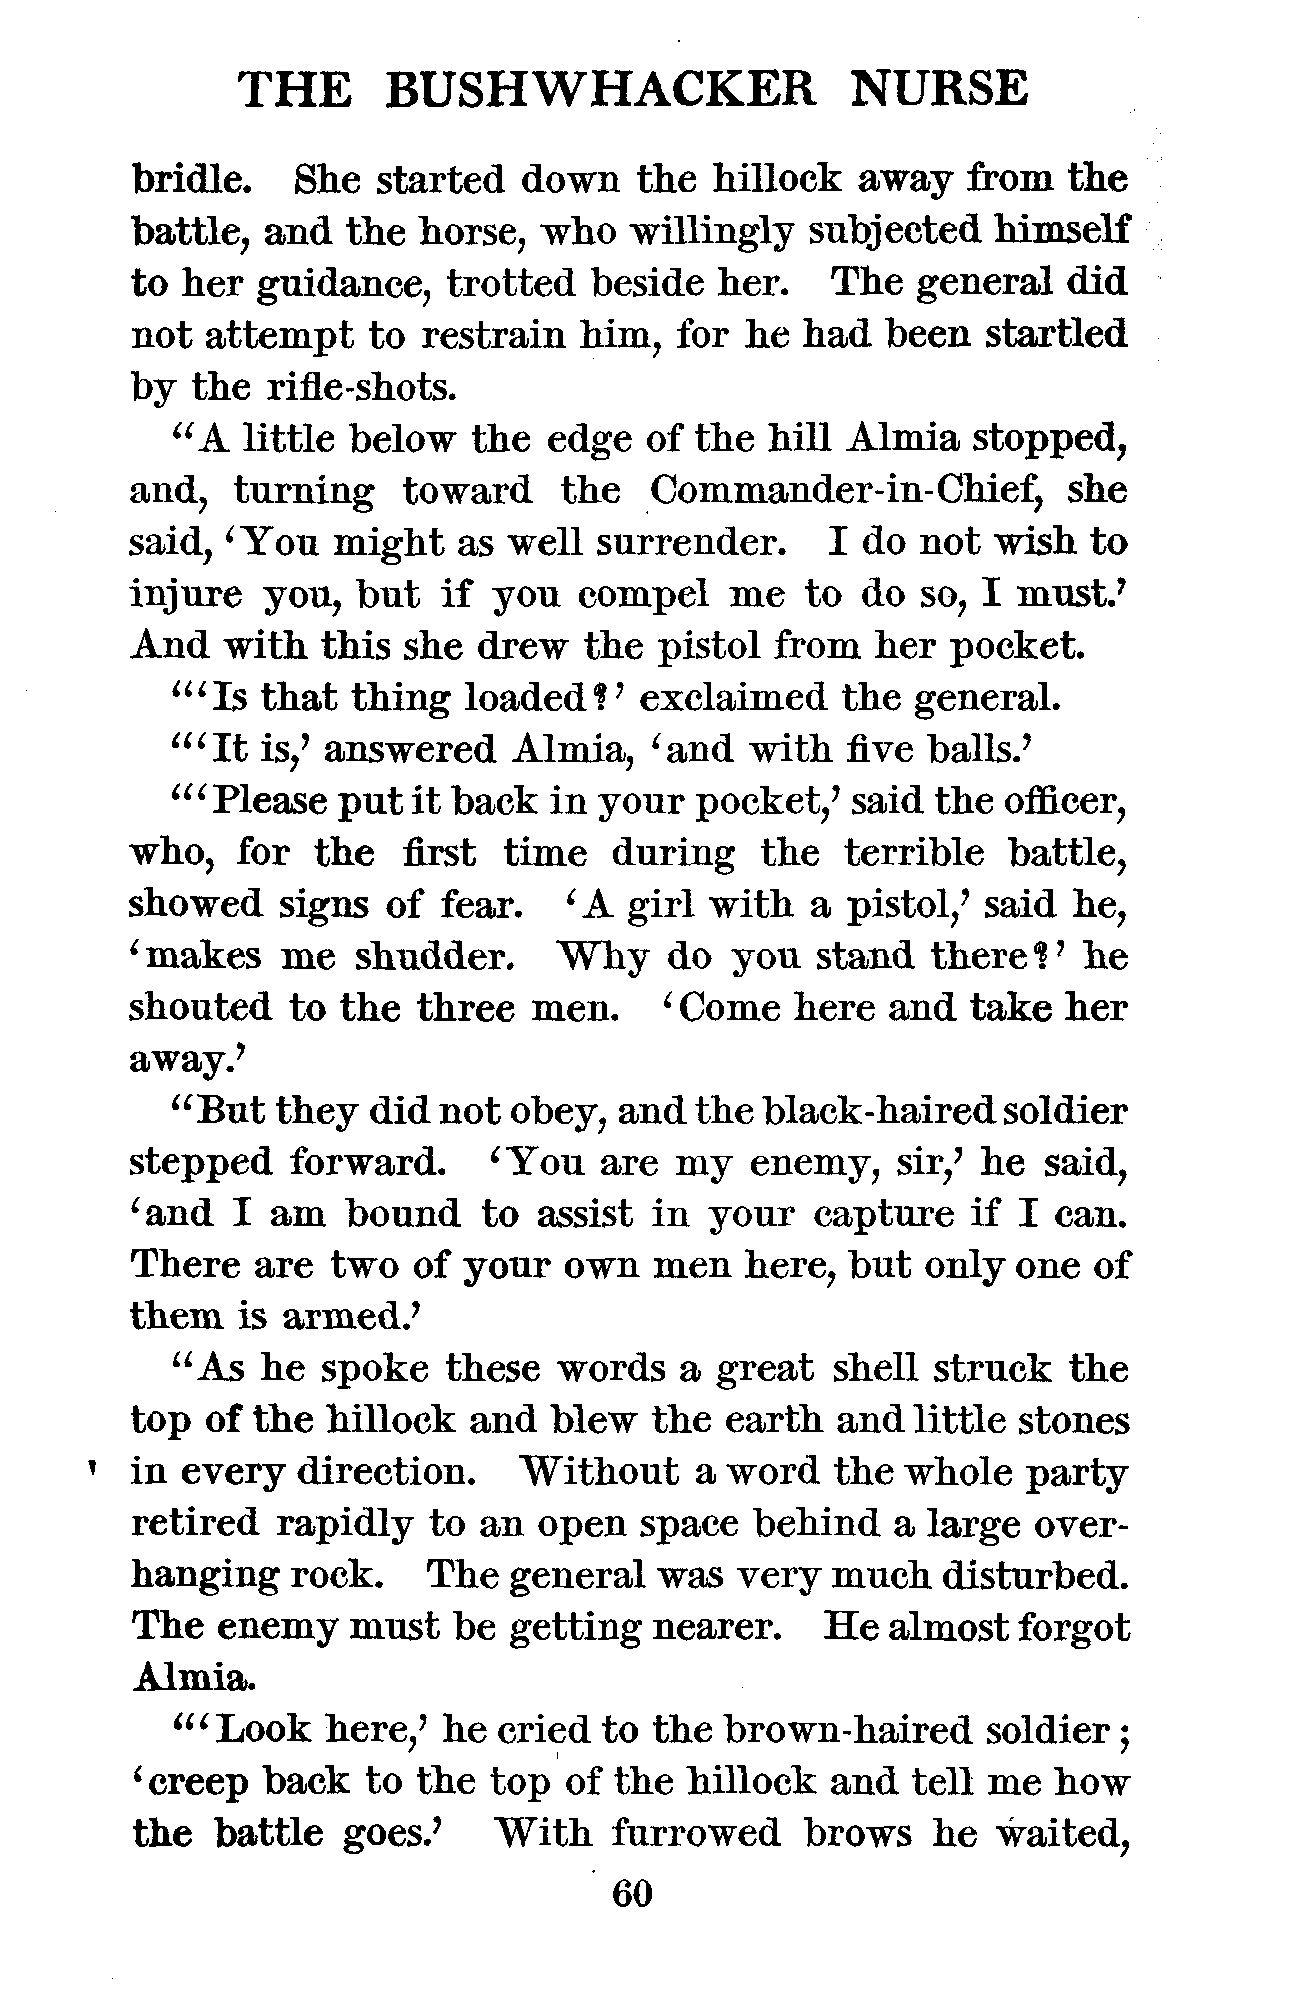 THE BUSHWHACKER NURSE
bridle. She started down the hillock away from the
battle, and the horse, who willingly subjected himself
to her guidance, trotted beside her. The general did
not attempt to restrain him, for he had been startled
by the rifle-shots.
“A little below the edge of the hill Almia stopped,
and, turning toward the Commander-in-Chief, she
said, ‘You might as well surrender. I do not wish to
injure you, but if you compel me to do so, I must.’
And with this she drew the pistol from her pocket.
“‘Is that thing loaded?’ exclaimed the general.
“‘It is,’ answered Almia, ‘and with five balls.’
“‘Please put it back in your pocket,’ said the officer,
who, for the first time during the terrible battle,
showed signs of fear. ‘A girl with a pistol,’ said he,
‘makes me shudder. Why do you stand there?’ he
shouted to the three men. ‘Come here and take her
away.’
“But they did not obey, and the black-haired soldier
stepped forward. ‘You are my enemy, sir,’ he said,
‘and I am bound to assist in your capture if I can.
There are two of your own men here, but only one of
them is armed.’
“As he spoke these words a great shell struck the
top of the hillock and blew the earth and little stones
in every direction. Without a word the whole party
retired rapidly to an open space behind a large over-
hanging rock. The general was very much disturbed.
The enemy must be getting nearer. He almost forgot
Almia.
“‘Look here,’ he cried to the brown-haired soldier;
‘creep back to the top of the hillock and tell me how
the battle goes.’ With furrowed brows he waited,
60